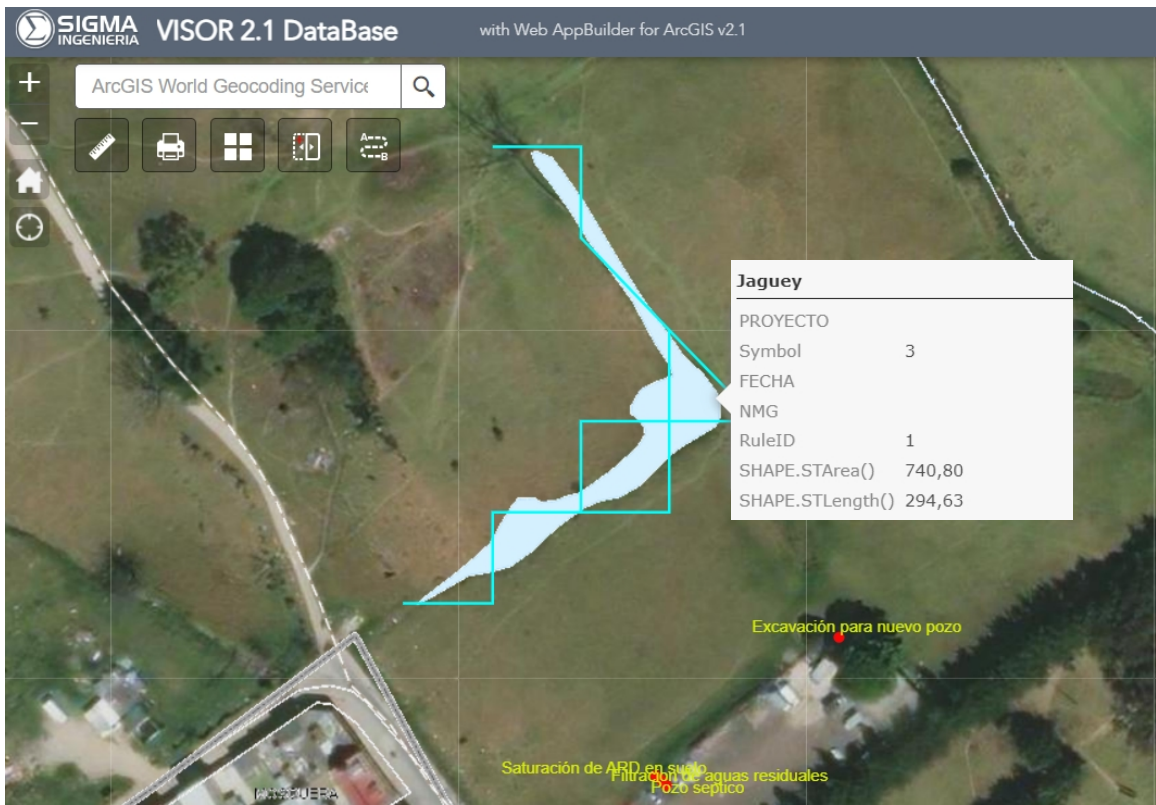 SIGMA
INGENIERIA
VISOR 2.1 DataBase
with Web AppBuilder for ArcGIS v2.1
ArcGIS World Geocoding Service
A
B
Jaguey
PROYECTO
Symbol 3
FECHA
NMG
RuleID 1
SHAPE.STArea() 740,80
SHAPE.STLength() 294,63
Excavación para nuevo pozo
Saturación de ARD en suelo
Filtración de aguas residuales
Pozo septico